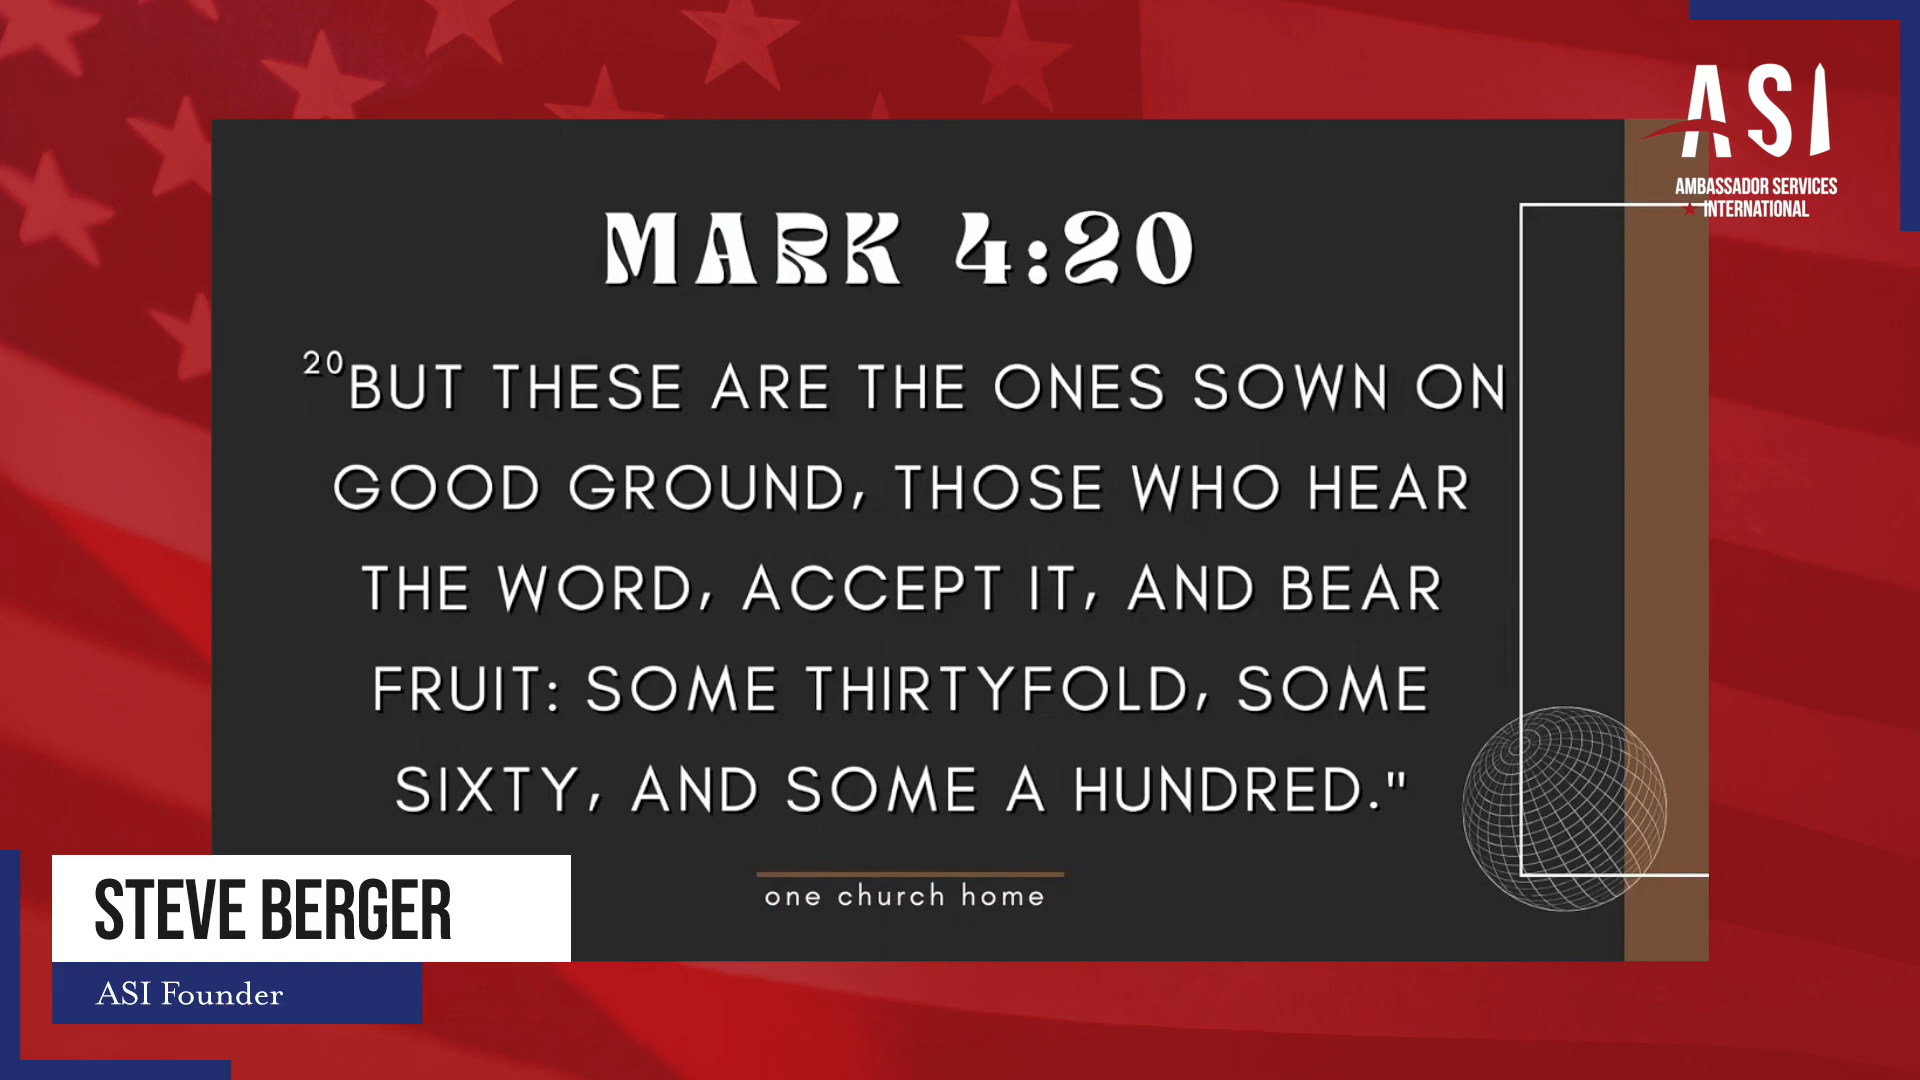 ASI
AMBASSADOR SERVICES
INTERNATIONAL
MARK 4:20
20BUT THESE ARE THE ONES SOWN ON
GOOD GROUND, THOSE WHO HEAR
THE WORD, ACCEPT IT, AND BEAR
FRUIT: SOME THIRTYFOLD, SOME
SIXTY, AND SOME A HUNDRED."
one church home
STEVE BERGER
ASI Founder